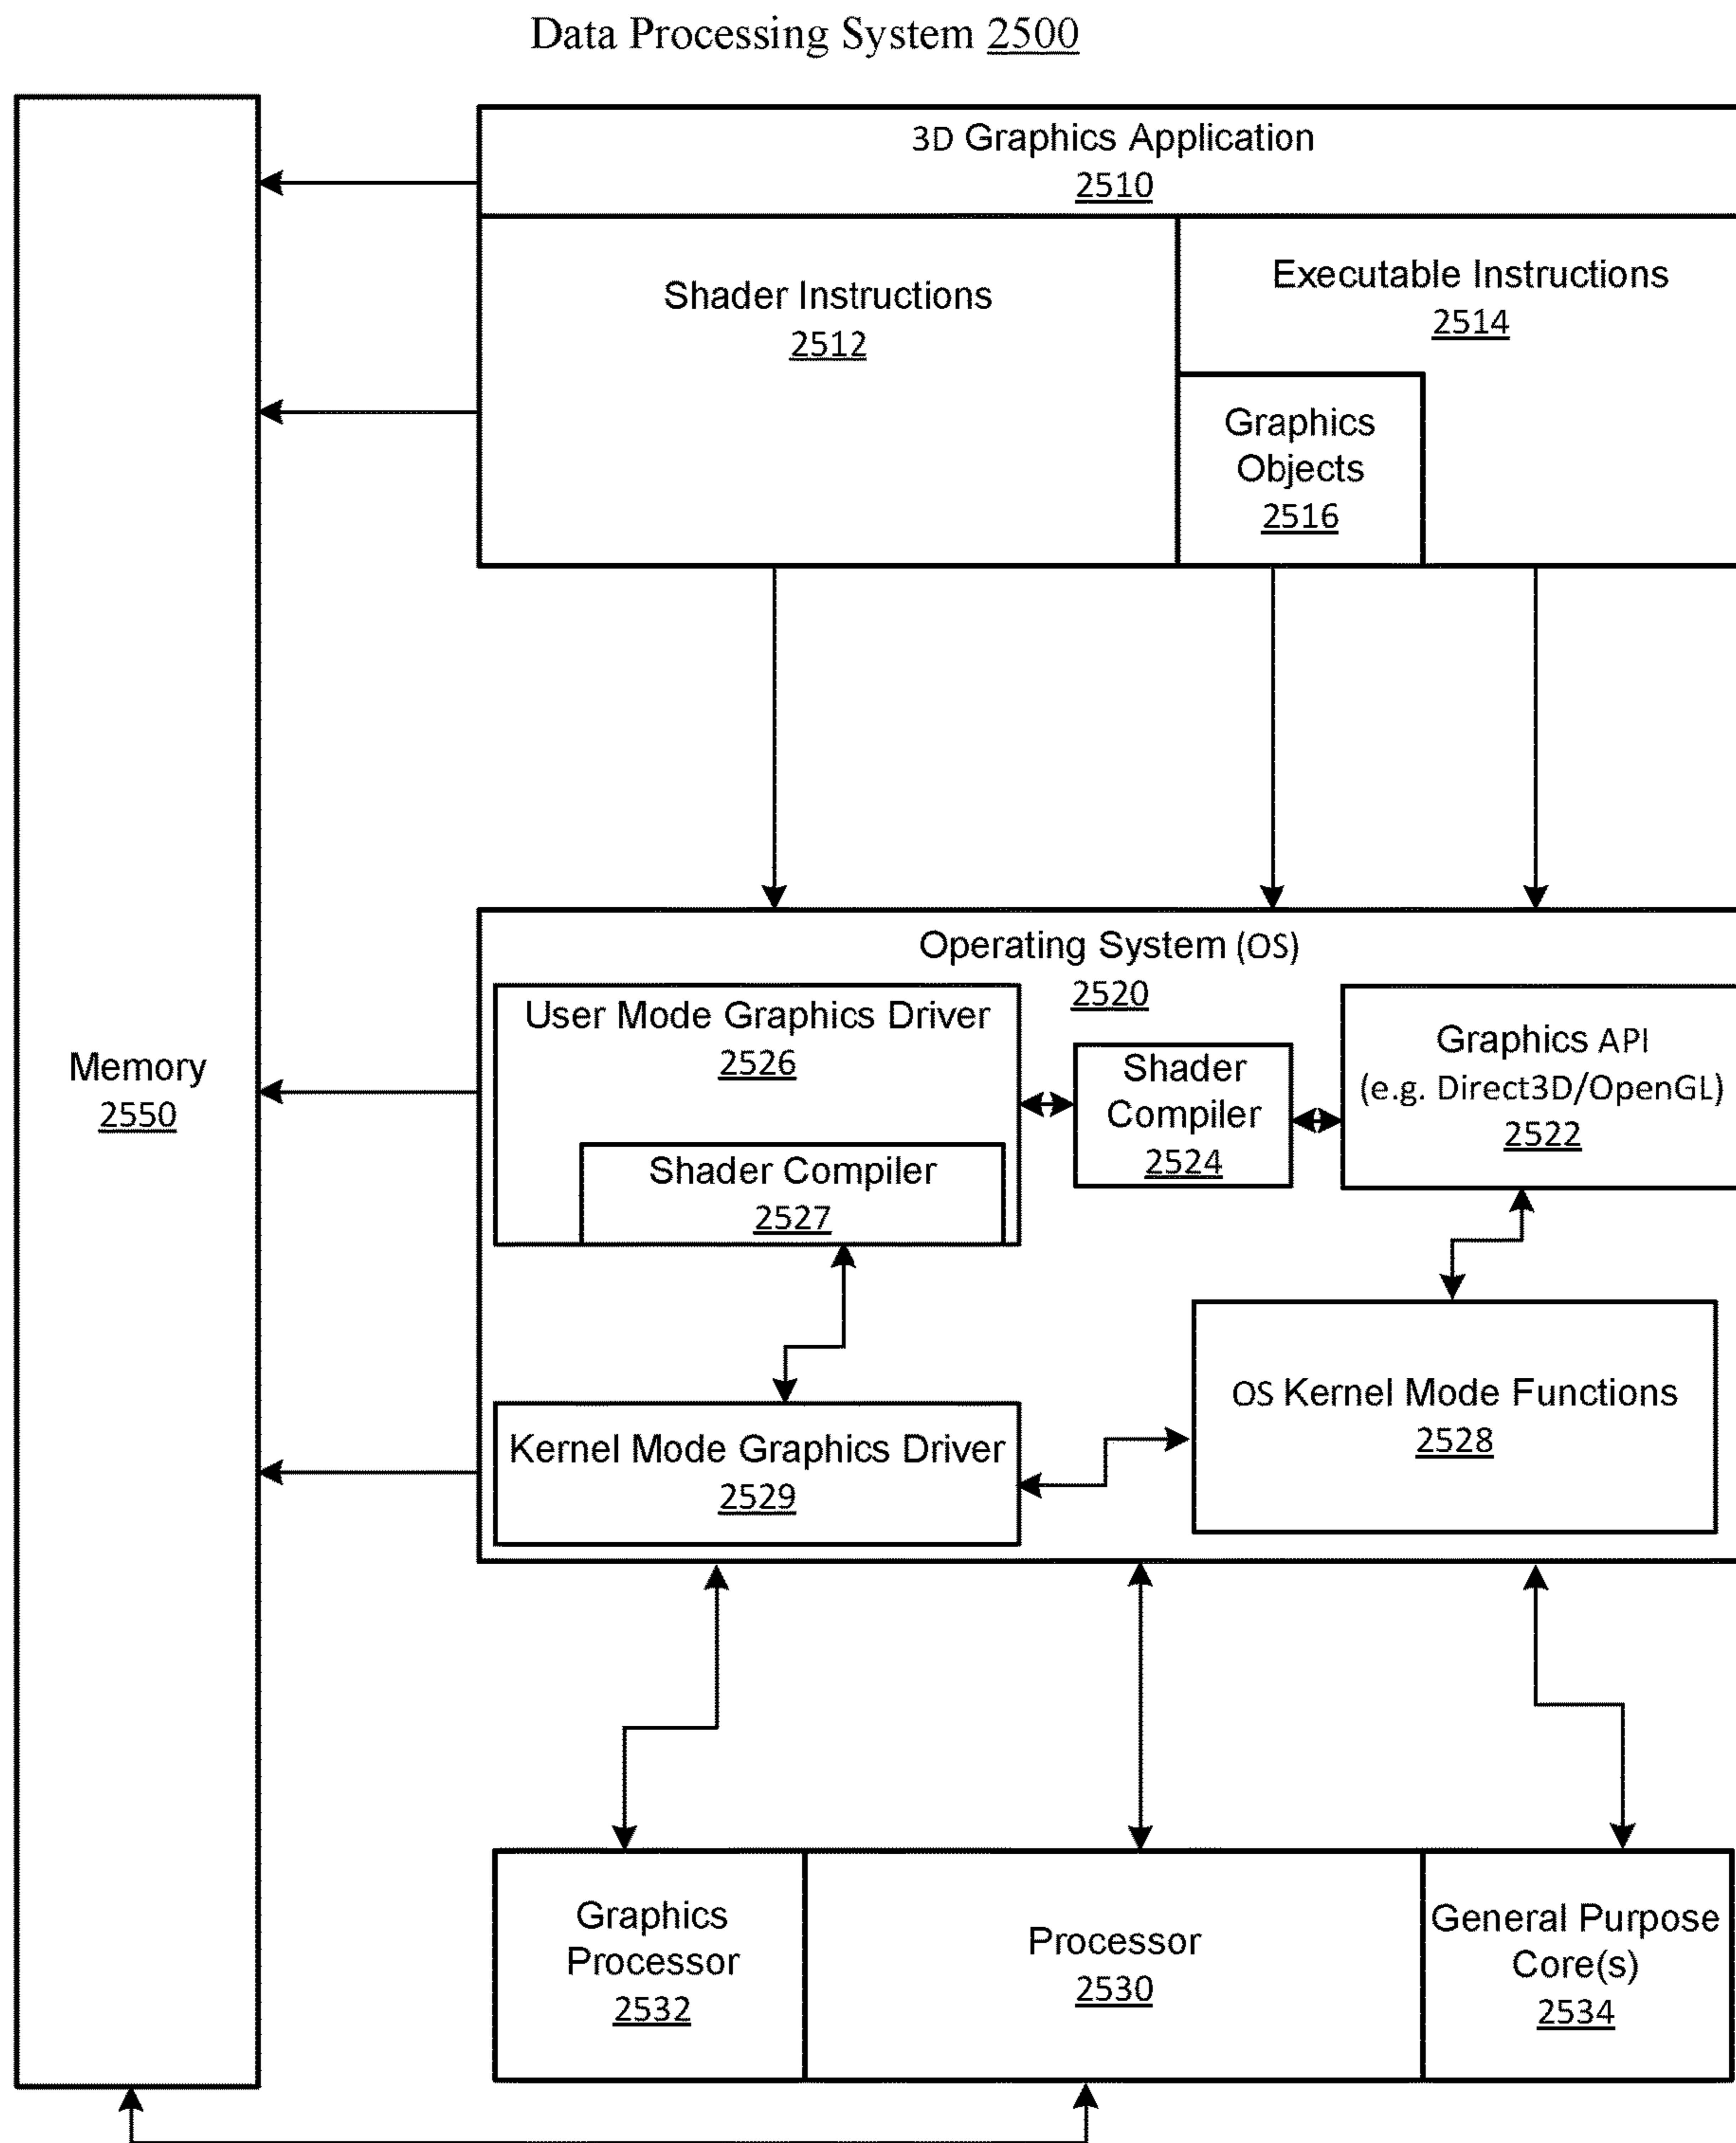 Data Processing System 2500
3D Graphics Application
2510
Shader Instructions
2512
Executable Instructions
2514
Graphics
Objects
2516
Memory
2550
Operating System (OS)
2520
User Mode Graphics Driver
2526
Shader Compiler
2527
Shader
Compiler
2524
Graphics API
(e.g. Direct3D/OpenGL)
2522
Kernel Mode Graphics Driver
2529
OS Kernel Mode Functions
2528
Graphics
Processor
2532
Processor
2530
General Purpose
Core(s)
2534